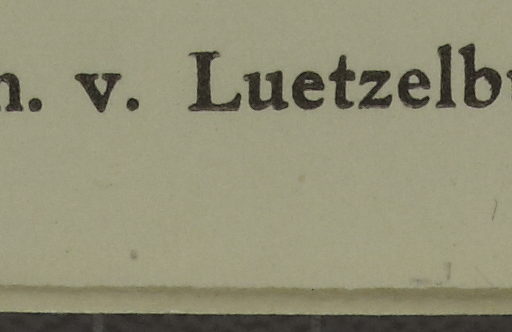 n. v. Luetzelb